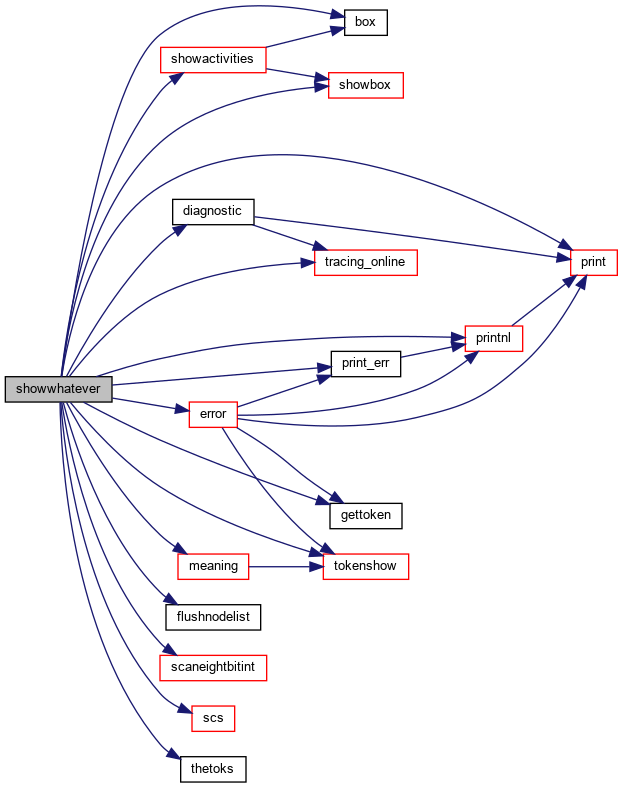 box
showactivities
showbox
diagnostic
tracing_online
print
printnl
print_err
showwhatever
error
gettoken
meaning
tokenshow
flushnodelist
scaneightbitint
scs
thetoks